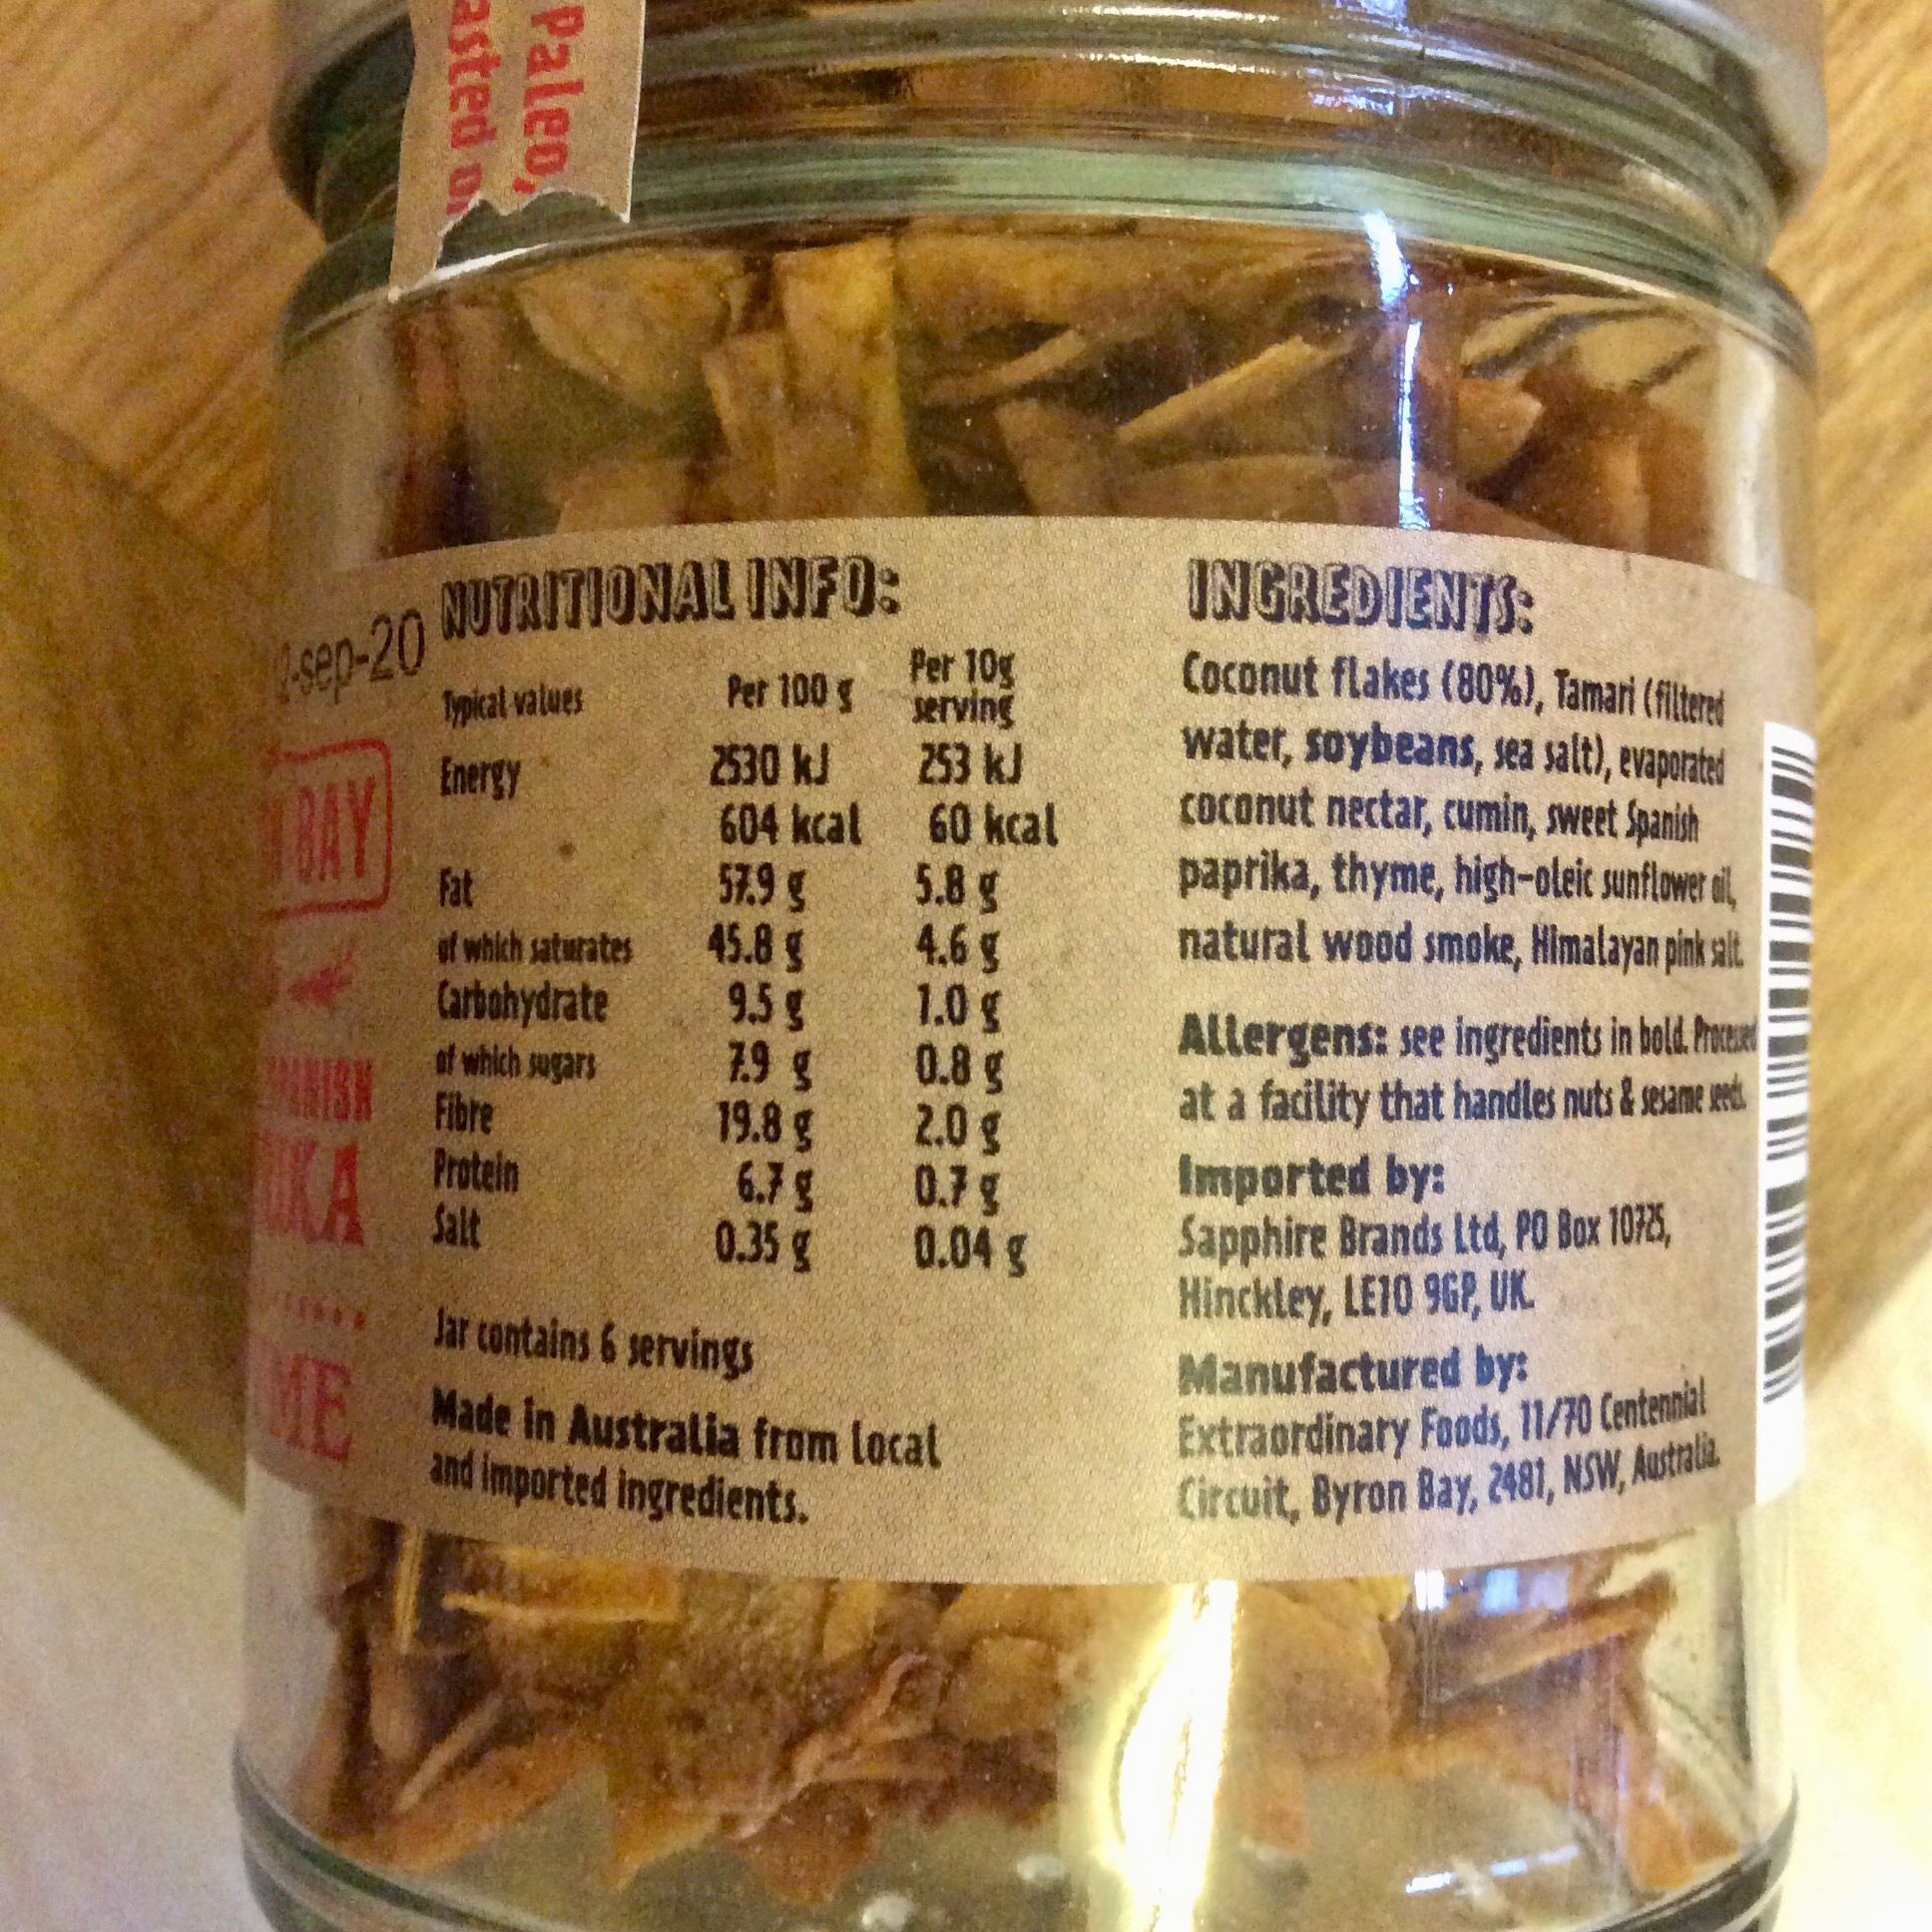 Paleo,
asted o
-sep-20
BAY
ANISH
UKA
ME
NUTRITIONAL INFO:
Typical values Per 100 g Per 10g serving
Energy 2530 kJ 253 kJ
604 kcal 60 kcal
Fat 57.9 g 5.8 g
of which saturates 45.8 g 4.6 g
Carbohydrate 9.5 g 1.0 g
of which sugars 7.9 g 0.8 g
Fibre 19.8 g 2.0 g
Protein 6.7 g 0.7 g
Salt 0.35 g 0.04 g
Jar contains 6 servings
Made in Australia from local
and imported ingredients.
INGREDIENTS:
Coconut flakes (80%), Tamari (filtered
water, soybeans, sea salt), evaporated
coconut nectar, cumin, sweet Spanish
paprika, thyme, high-oleic sunflower oil,
natural wood smoke, Himalayan pink salt.
Allergens: see ingredients in bold. Processed
at a facility that handles nuts & sesame seeds.
Imported by:
Sapphire Brands Ltd, PO Box 10725,
Hinckley, LE10 9GP, UK.
Manufactured by:
Extraordinary Foods, 11/70 Centennial
Circuit, Byron Bay, 2481, NSW, Australia.